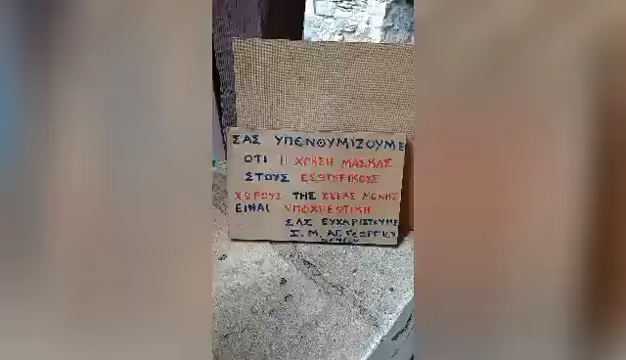 ΣΑΣ ΥΠΕΝΘΥΜΙΖΟΥΜΕ
ΟΤΙ Η ΧΡΗΣΗ ΜΑΣΚΑΣ
ΣΤΟΥΣ ΕΣΩΤΕΡΙΚΟΥΣ
ΧΩΡΟΥΣ ΤΗΣ ΙΕΡΑΣ ΜΟΝΗΣ
ΕΙΝΑΙ ΥΠΟΧΡΕΩΤΙΚΗ
ΣΑΣ ΕΥΧΑΡΙΣΤΟΥΜΕ
Ι. Μ. ΑΓ. ΓΕΩΡΓΙΟΥ